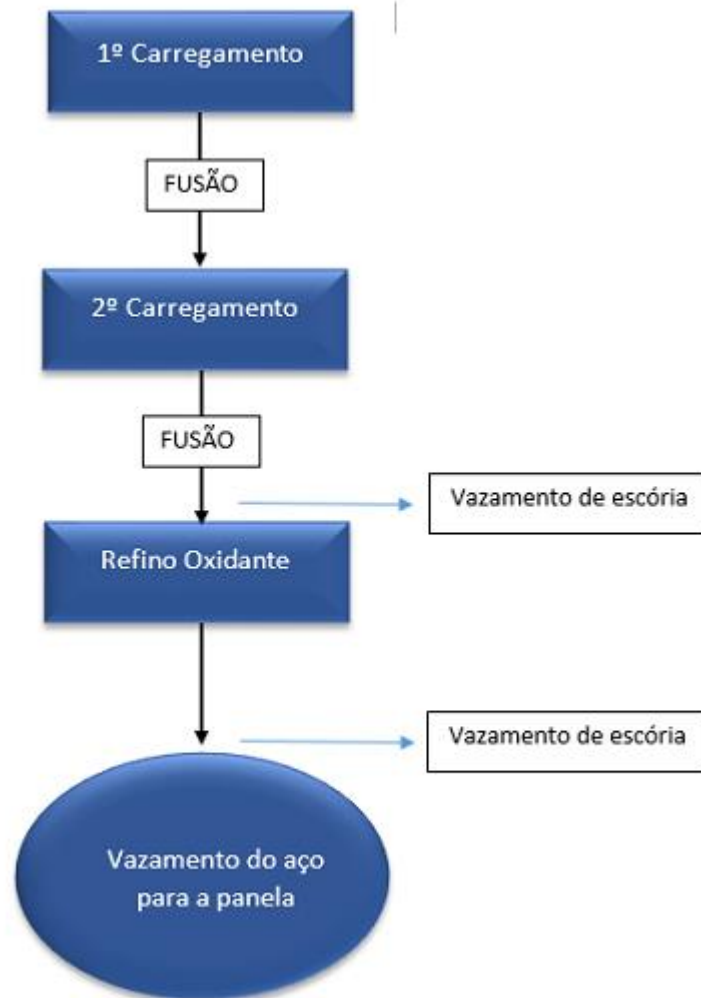 1º Carregamento
FUSÃO
2º Carregamento
FUSÃO
Vazamento de escória
Refino Oxidante
Vazamento de escória
Vazamento do aço
para a panela